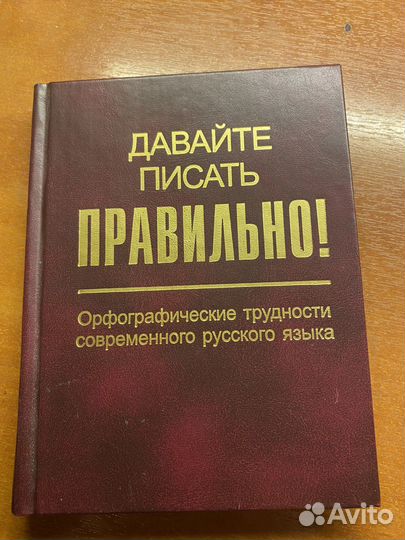 ДАВАЙТЕ
ПИСАТЬ
ПРАВИЛЬНО!
Орфографические трудности
современного русского языка
Avito